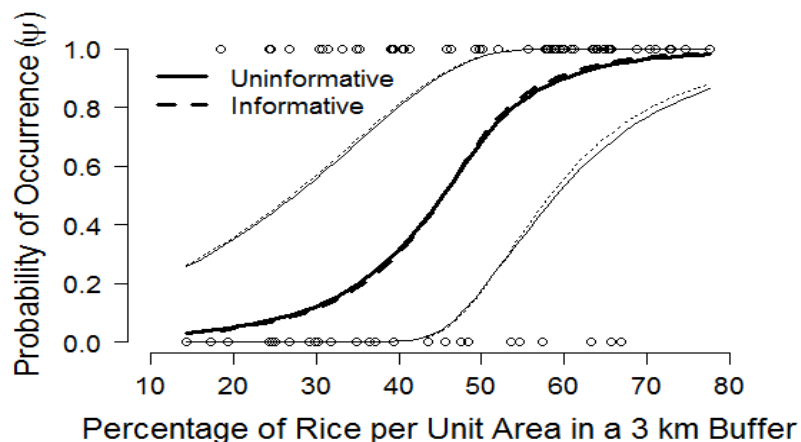 Probability of Occurrence (ψ)
1.0
0.8
0.6
0.4
0.2
0.0
Uninformative
Informative
10 20 30 40 50 60 70 80
Percentage of Rice per Unit Area in a 3 km Buffer